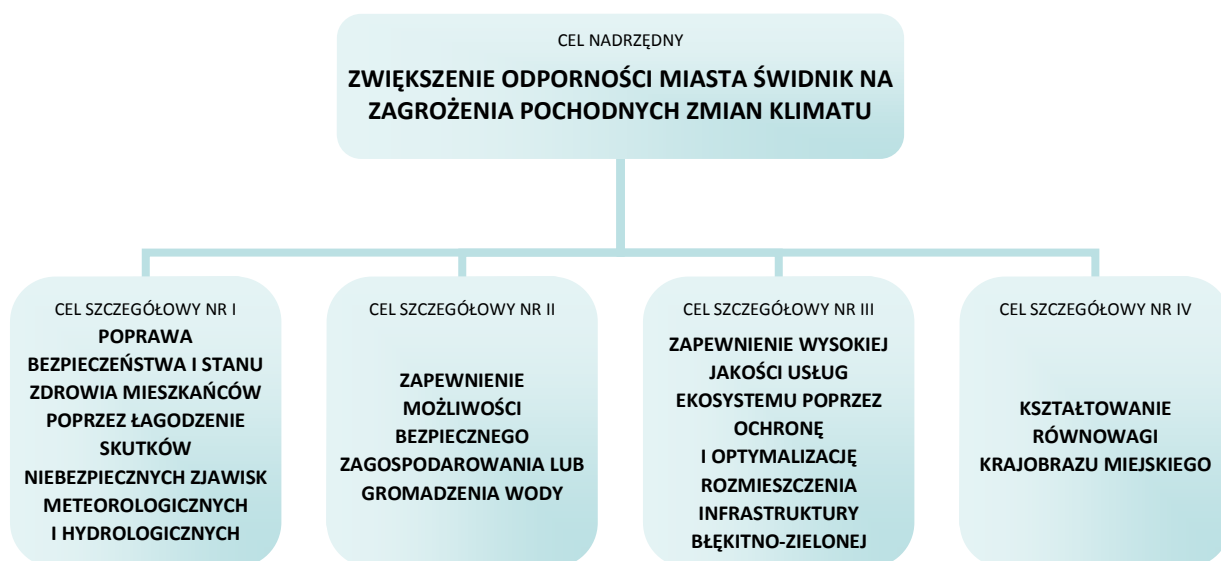 CEL NADRZĘDNY
ZWIĘKSZENIE ODPORNOŚCI MIASTA ŚWIDNIK NA
ZAGROŻENIA POCHODNYCH ZMIAN KLIMATU
CEL SZCZEGÓŁOWY NR I
POPRAWA
BEZPIECZEŃSTWA I STANU
ZDROWIA MIESZKAŃCÓW
POPRZEZ ŁAGODZENIE
SKUTKÓW
NIEBEZPIECZNYCH ZJAWISK
METEOROLOGICZNYCH
I HYDROLOGICZNYCH
CEL SZCZEGÓŁOWY NR II
ZAPEWNIENIE
MOŻLIWOŚCI
BEZPIECZNEGO
ZAGOSPODAROWANIA LUB
GROMADZENIA WODY
CEL SZCZEGÓŁOWY NR III
ZAPEWNIENIE WYSOKIEJ
JAKOŚCI USŁUG
EKOSYSTEMU POPRZEZ
OCHRONĘ
I OPTYMALIZACJĘ
ROZMIESZCZENIA
INFRASTRUKTURY
BŁĘKITNO-ZIELONEJ
CEL SZCZEGÓŁOWY NR IV
KSZTAŁTOWANIE
RÓWNOWAGI
KRAJOBRAZU MIEJSKIEGO